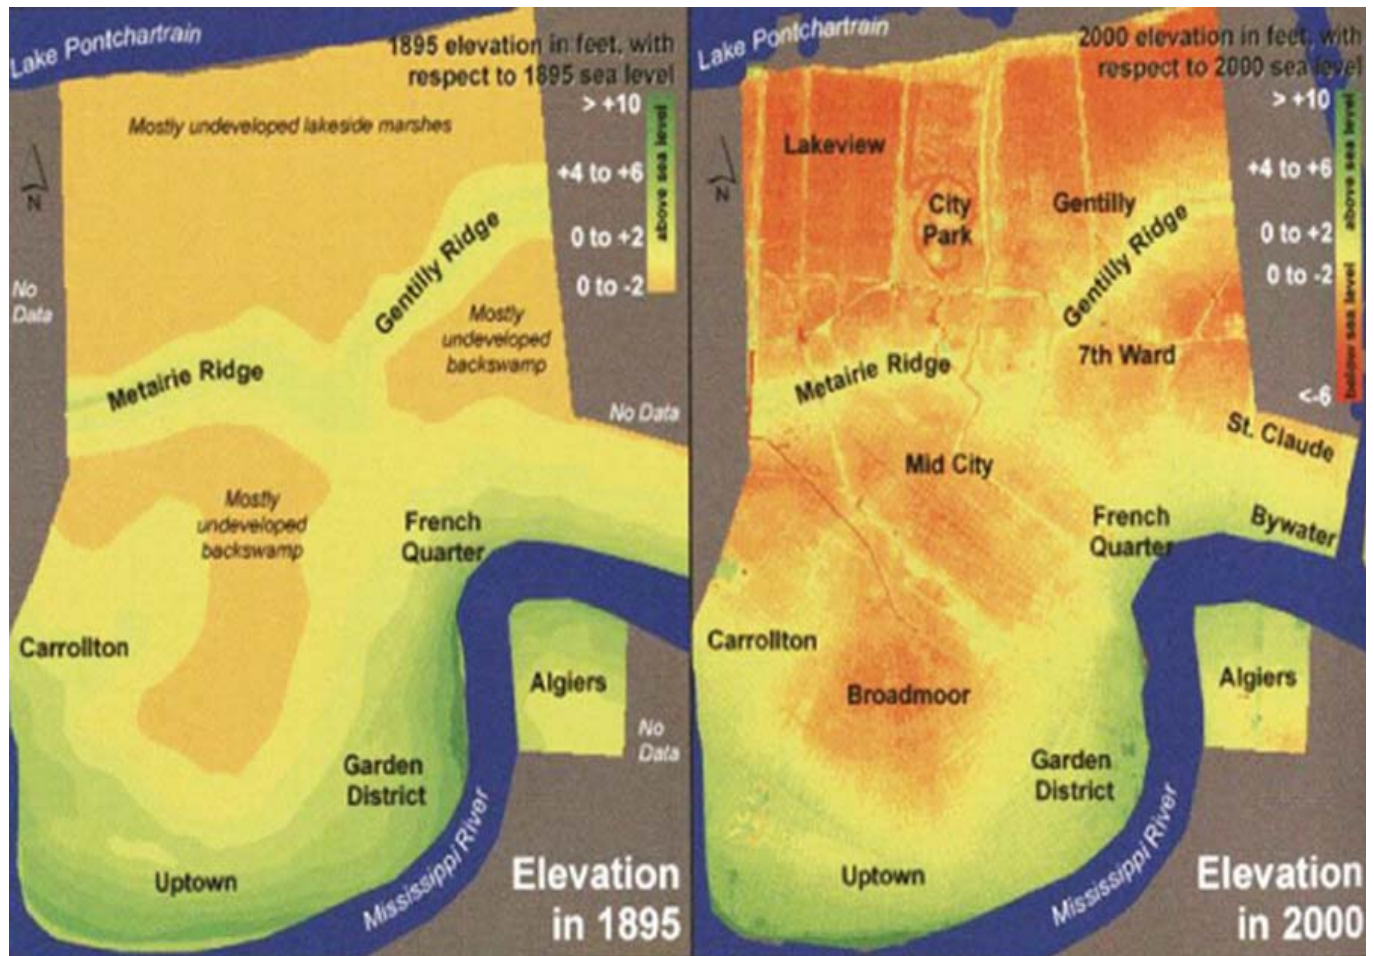 Lake Pontchartrain
1895 elevation in feet, with
respect to 1895 sea level
> +10
+4 to +6
0 to +2
0 to -2
above sea level
Mostly undeveloped lakeside marshes
N
No
Data
Gentilly Ridge
Mostly
undeveloped
backswamp
Metairie Ridge
No Data
Mostly
undeveloped
backswamp
French
Quarter
Carrollton
Algiers
No
Data
Garden
District
Uptown
Mississippi River
Elevation
in 1895
Lake Pontchartrain
2000 elevation in feet, with
respect to 2000 sea level
> +10
+4 to +6
0 to +2
0 to -2
<-6
above sea level
below sea level
N
Lakeview
City
Park
Gentilly
Gentilly Ridge
7th Ward
Metairie Ridge
St. Claude
Mid City
French
Quarter
Bywater
Carrollton
Broadmoor
Algiers
Garden
District
Uptown
Mississippi River
Elevation
in 2000